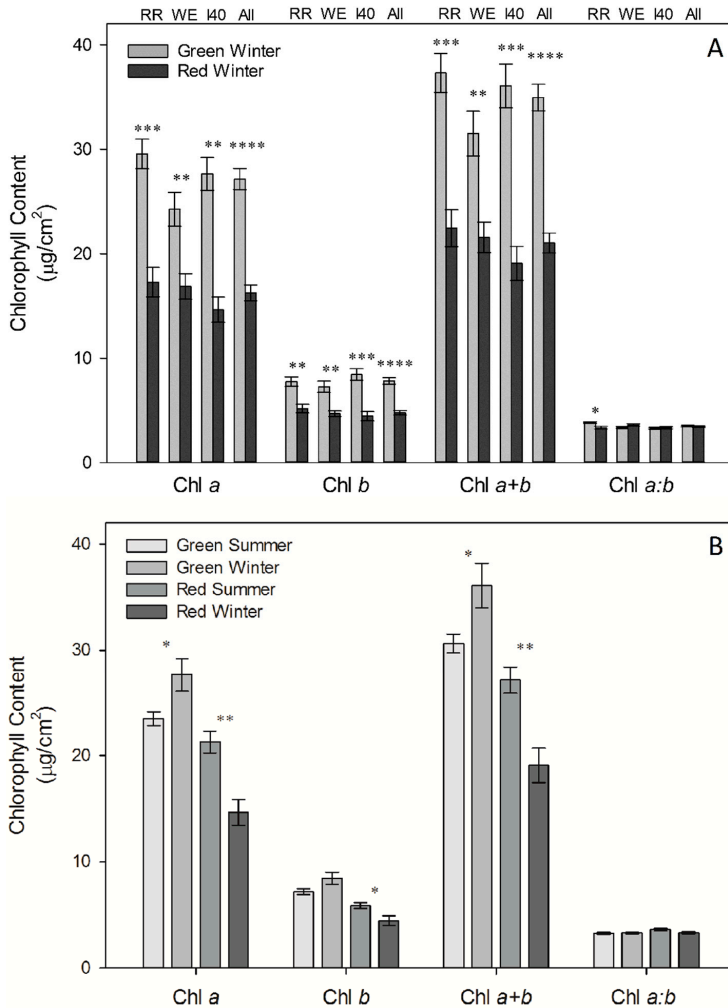 RR WE I40 All RR WE I40 All RR WE I40 All RR WE I40 All
A
Green Winter
Red Winter
40
30
20
10
0
Chlorophyll Content
(µg/cm²)
*** ** ** ****
** ** *** ****
*** ** *** ****
*
Chl a Chl b Chl a+b Chl a:b
B
Green Summer
Green Winter
Red Summer
Red Winter
40
30
20
10
0
Chlorophyll Content
(µg/cm²)
* **
*
* **
Chl a Chl b Chl a+b Chl a:b